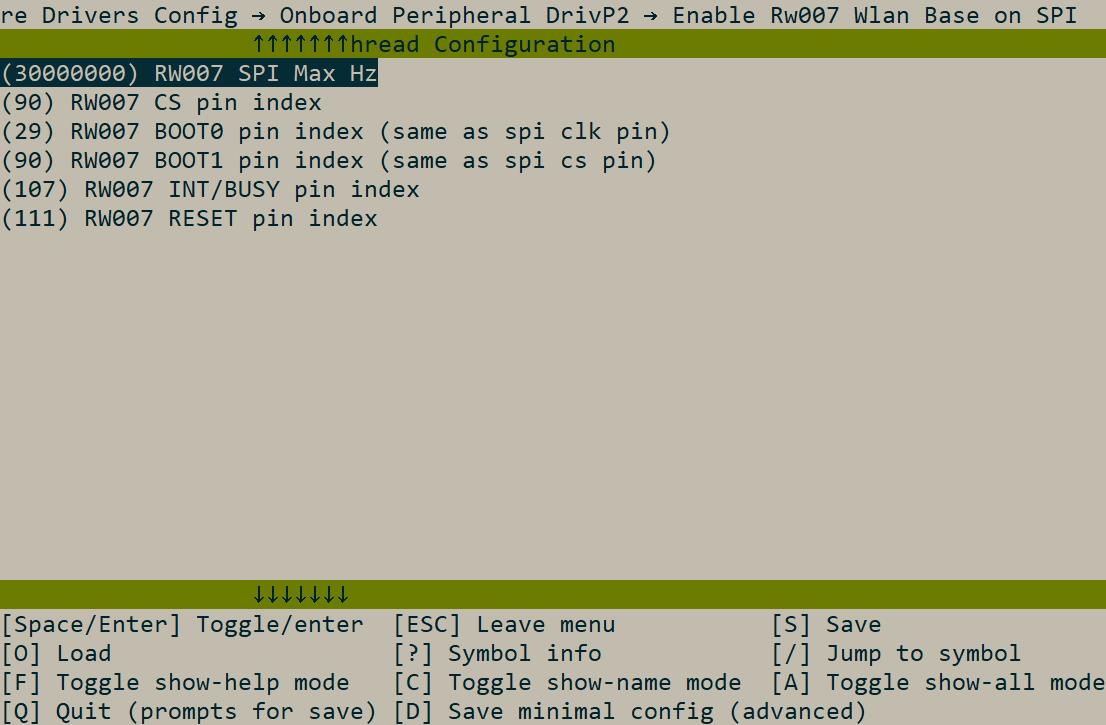 re Drivers Config → Onboard Peripheral DrivP2 → Enable Rw007 Wlan Base on SPI
↑↑↑↑↑↑↑hread Configuration
(30000000) RW007 SPI Max Hz
(90) RW007 CS pin index
(29) RW007 BOOT0 pin index (same as spi clk pin)
(90) RW007 BOOT1 pin index (same as spi cs pin)
(107) RW007 INT/BUSY pin index
(111) RW007 RESET pin index
↓↓↓↓↓↓↓
[Space/Enter] Toggle/enter [ESC] Leave menu [S] Save
[O] Load [?] Symbol info [/] Jump to symbol
[F] Toggle show-help mode [C] Toggle show-name mode [A] Toggle show-all mode
[Q] Quit (prompts for save) [D] Save minimal config (advanced)